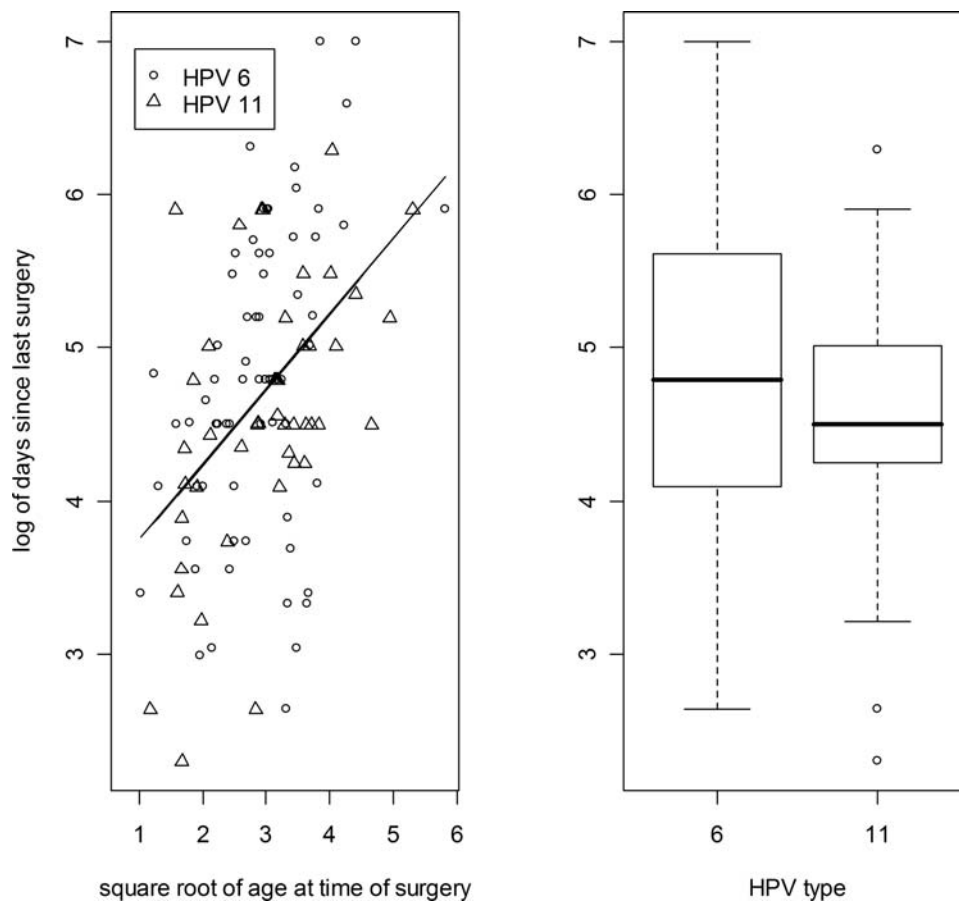 HPV 6
HPV 11
7
6
5
4
3
log of days since last surgery
1 2 3 4 5 6
square root of age at time of surgery
7
6
5
4
3
6 11
HPV type